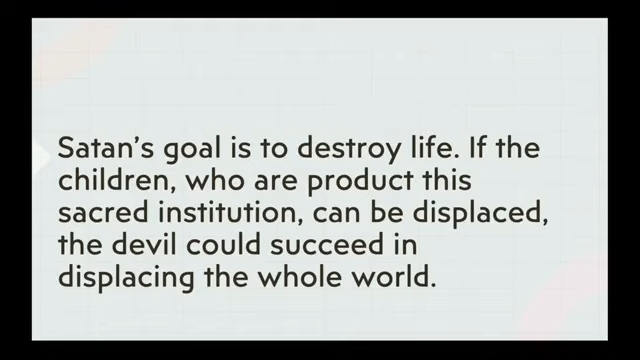 Satan's goal is to destroy life. If the
children, who are product this
sacred institution, can be displaced,
the devil could succeed in
displacing the whole world.